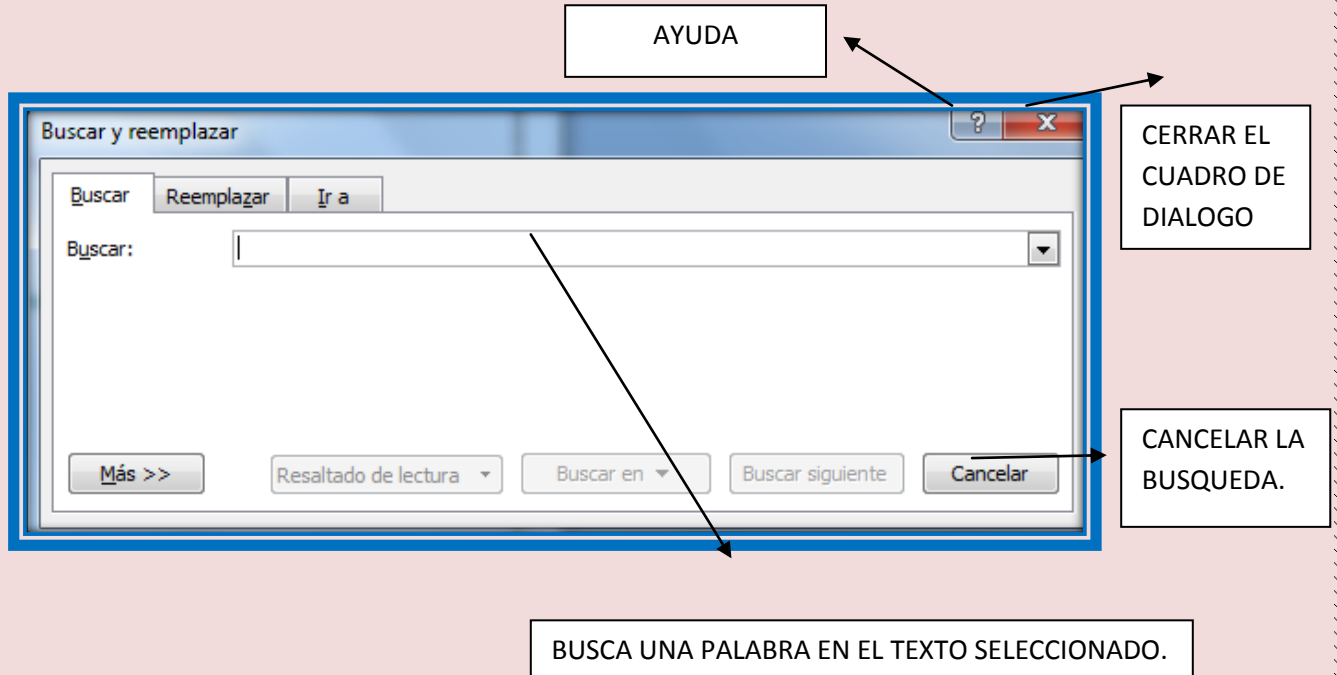 AYUDA
Buscar y reemplazar
CERRAR EL
CUADRO DE
DIALOGO
Buscar Reemplazar Ir a
Buscar:
Más >> Resaltado de lectura Buscar en Buscar siguiente Cancelar
CANCELAR LA
BUSQUEDA.
BUSCA UNA PALABRA EN EL TEXTO SELECCIONADO.